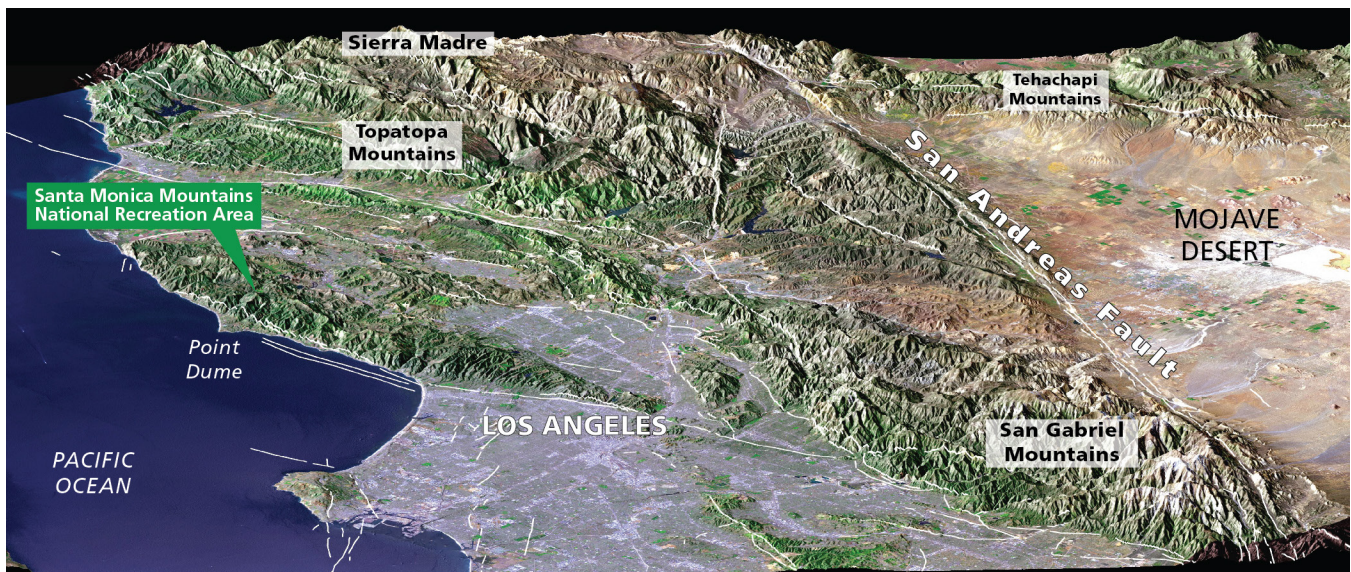 Sierra Madre
Tehachapi
Mountains
Topatopa
Mountains
San Andreas Fault
Santa Monica Mountains
National Recreation Area
MOJAVE
DESERT
Point
Dume
LOS ANGELES
San Gabriel
Mountains
PACIFIC
OCEAN